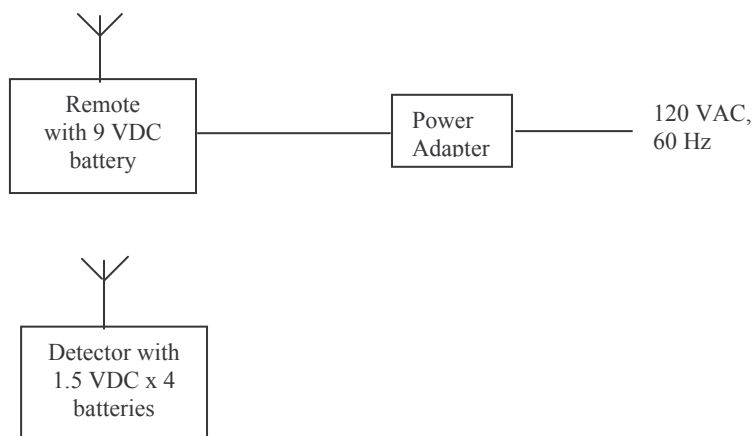 Remote
with 9 VDC
battery
Power
Adapter
120 VAC,
60 Hz
Detector with
1.5 VDC x 4
batteries